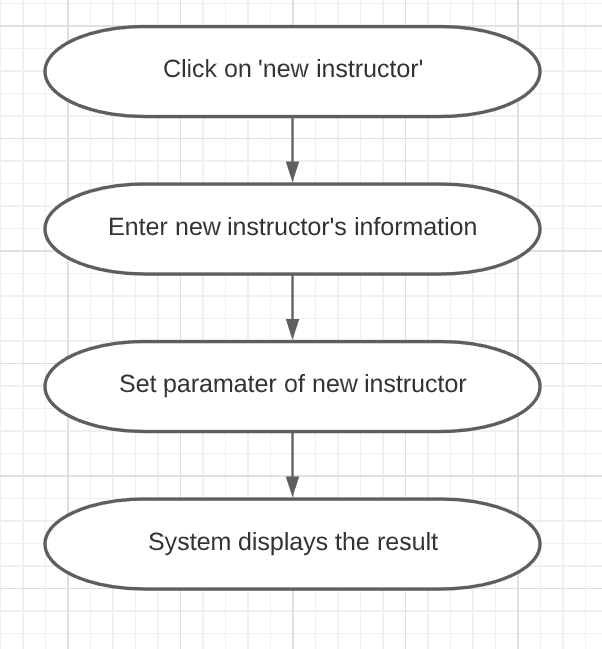 Click on 'new instructor'
Enter new instructor's information
Set paramater of new instructor
System displays the result